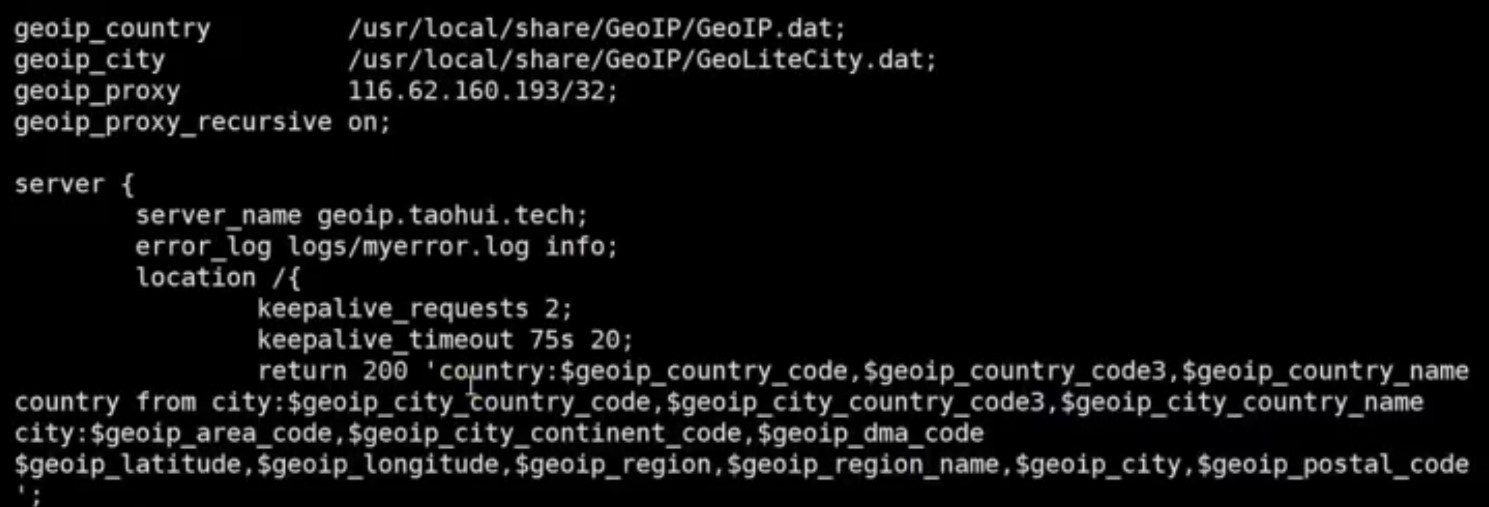 geoip_country         /usr/local/share/GeoIP/GeoIP.dat;
geoip_city            /usr/local/share/GeoIP/GeoLiteCity.dat;
geoip_proxy           116.62.160.193/32;
geoip_proxy_recursive on;
server {
        server_name geoip.taohui.tech;
        error_log logs/myerror.log info;
        location /{
                keepalive_requests 2;
                keepalive_timeout 75s 20;
                return 200 'country:$geoip_country_code,$geoip_country_code3,$geoip_country_name
country from city:$geoip_city_country_code,$geoip_city_country_code3,$geoip_city_country_name
city:$geoip_area_code,$geoip_city_continent_code,$geoip_dma_code
$geoip_latitude,$geoip_longitude,$geoip_region,$geoip_region_name,$geoip_city,$geoip_postal_code
';